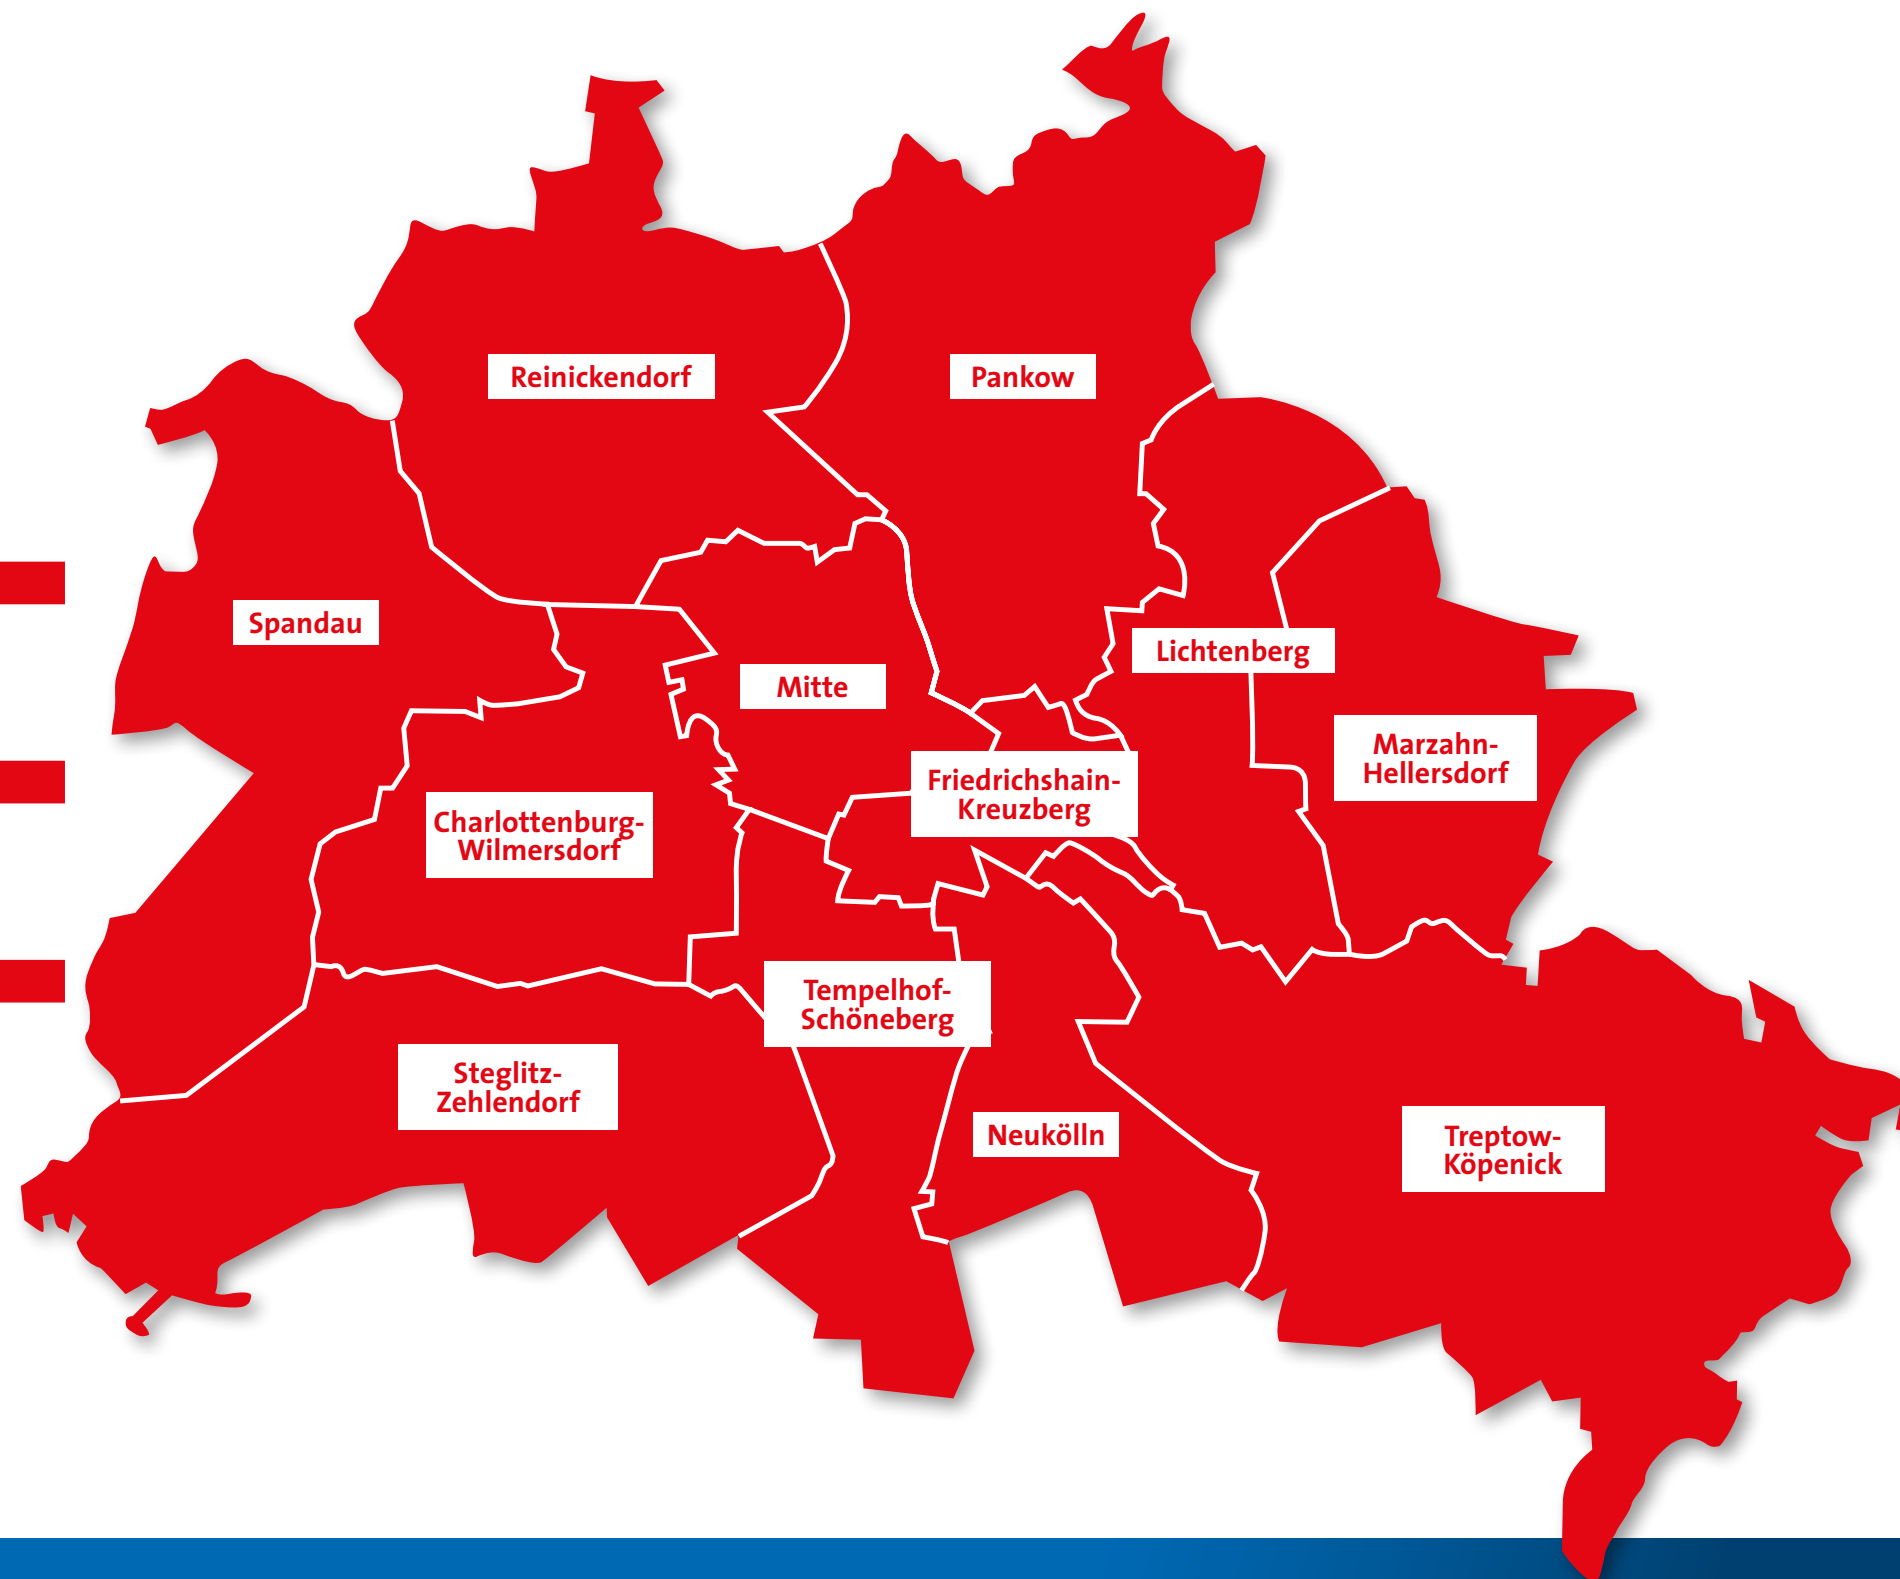 Reinickendorf
Pankow
Spandau
Lichtenberg
Mitte
Marzahn-
Hellersdorf
Friedrichshain-
Kreuzberg
Charlottenburg-
Wilmersdorf
Tempelhof-
Schöneberg
Steglitz-
Zehlendorf
Neukölln
Treptow-
Köpenick